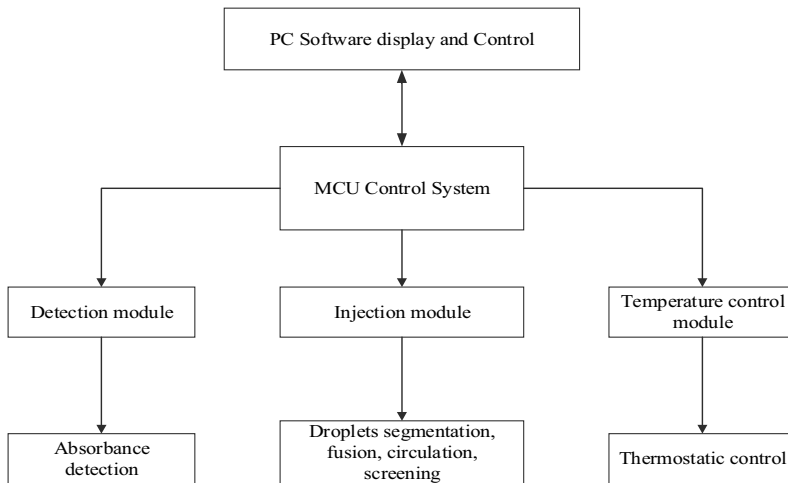 PC Software display and Control
MCU Control System
Detection module
Injection module
Temperature control
module
Absorbance
detection
Droplets segmentation,
fusion, circulation,
screening
Thermostatic control